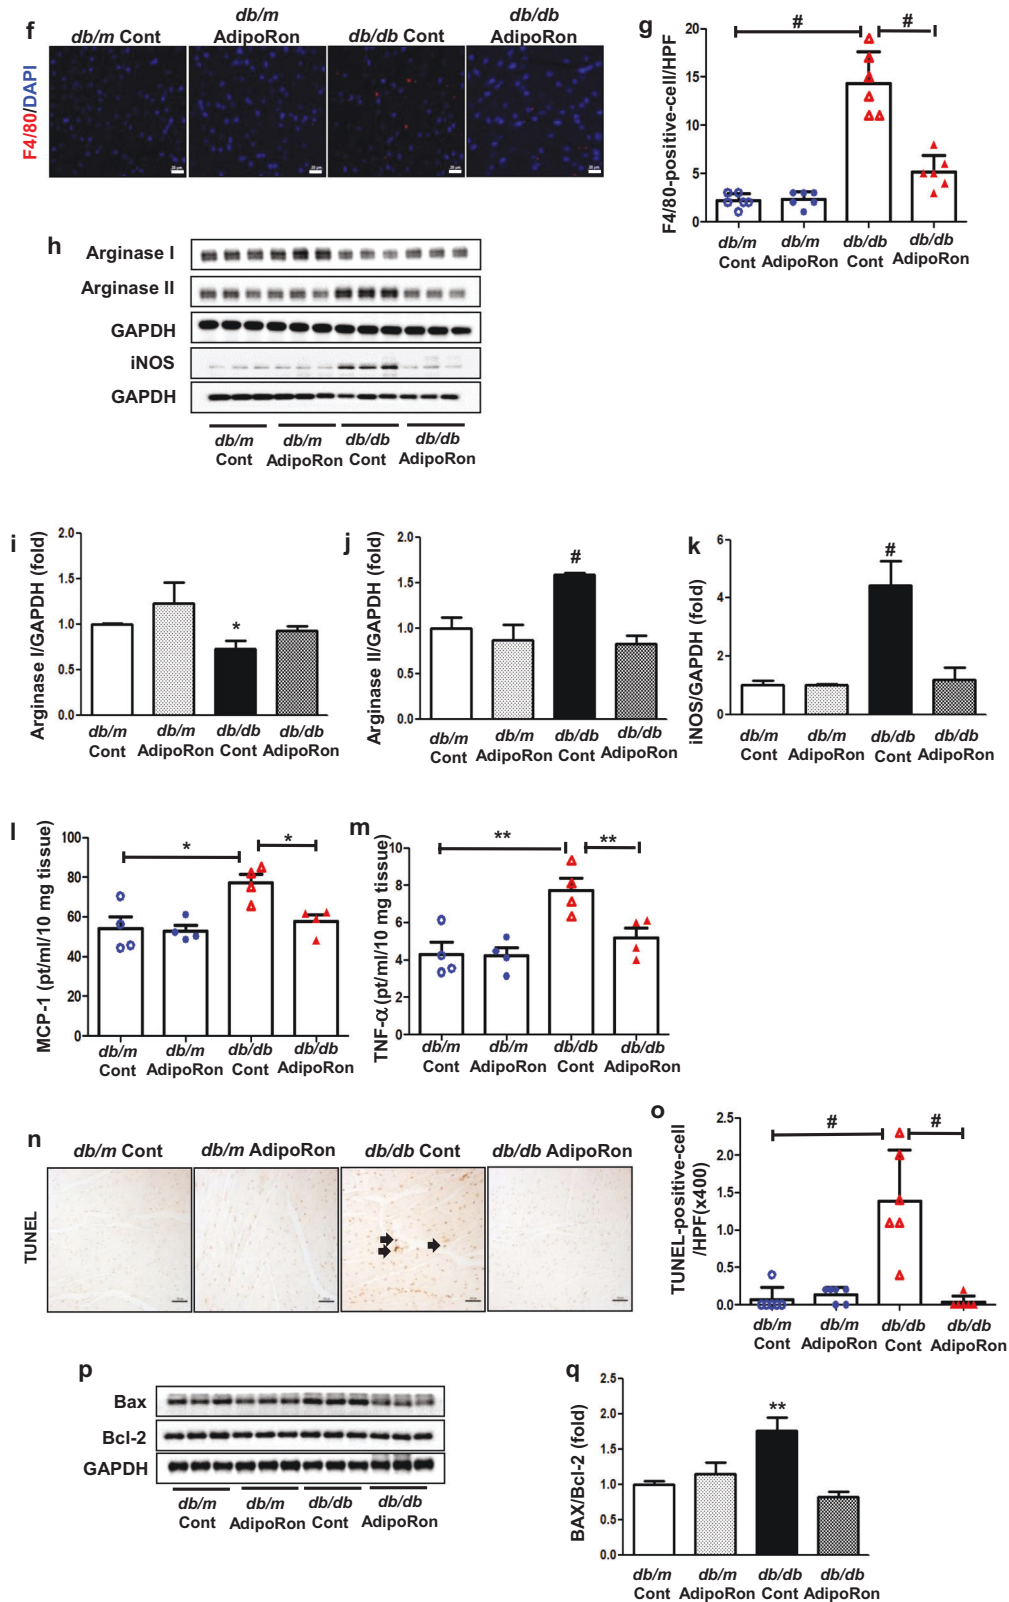 f
db/m Cont
db/m
AdipoRon
db/db Cont
db/db
AdipoRon
F4/80/DAPI
g
F4/80-positive-cell/HPF
20
15
10
5
0
#
#
db/m
Cont
db/m
AdipoRon
db/db
Cont
db/db
AdipoRon
h
Arginase I
Arginase II
GAPDH
iNOS
GAPDH
db/m
Cont
db/m
AdipoRon
db/db
Cont
db/db
AdipoRon
i
Arginase I/GAPDH (fold)
2.0
1.5
1.0
0.5
0.0
*
db/m
Cont
db/m
AdipoRon
db/db
Cont
db/db
AdipoRon
j
Arginase II/GAPDH (fold)
2.0
1.5
1.0
0.5
0.0
#
db/m
Cont
db/m
AdipoRon
db/db
Cont
db/db
AdipoRon
k
iNOS/GAPDH (fold)
6
4
2
0
#
db/m
Cont
db/m
AdipoRon
db/db
Cont
db/db
AdipoRon
l
MCP-1 (pt/ml/10 mg tissue)
100
80
60
40
20
0
*
*
db/m
Cont
db/m
AdipoRon
db/db
Cont
db/db
AdipoRon
m
TNF-α (pt/ml/10 mg tissue)
10
8
6
4
2
0
**
**
db/m
Cont
db/m
AdipoRon
db/db
Cont
db/db
AdipoRon
n
db/m Cont
db/m AdipoRon
db/db Cont
db/db AdipoRon
TUNEL
o
TUNEL-positive-cell
/HPF(x400)
2.5
2.0
1.5
1.0
0.5
0.0
#
#
db/m
Cont
db/m
AdipoRon
db/db
Cont
db/db
AdipoRon
p
Bax
Bcl-2
GAPDH
db/m
Cont
db/m
AdipoRon
db/db
Cont
db/db
AdipoRon
q
BAX/Bcl-2 (fold)
2.5
2.0
1.5
1.0
0.5
0.0
**
db/m
Cont
db/m
AdipoRon
db/db
Cont
db/db
AdipoRon